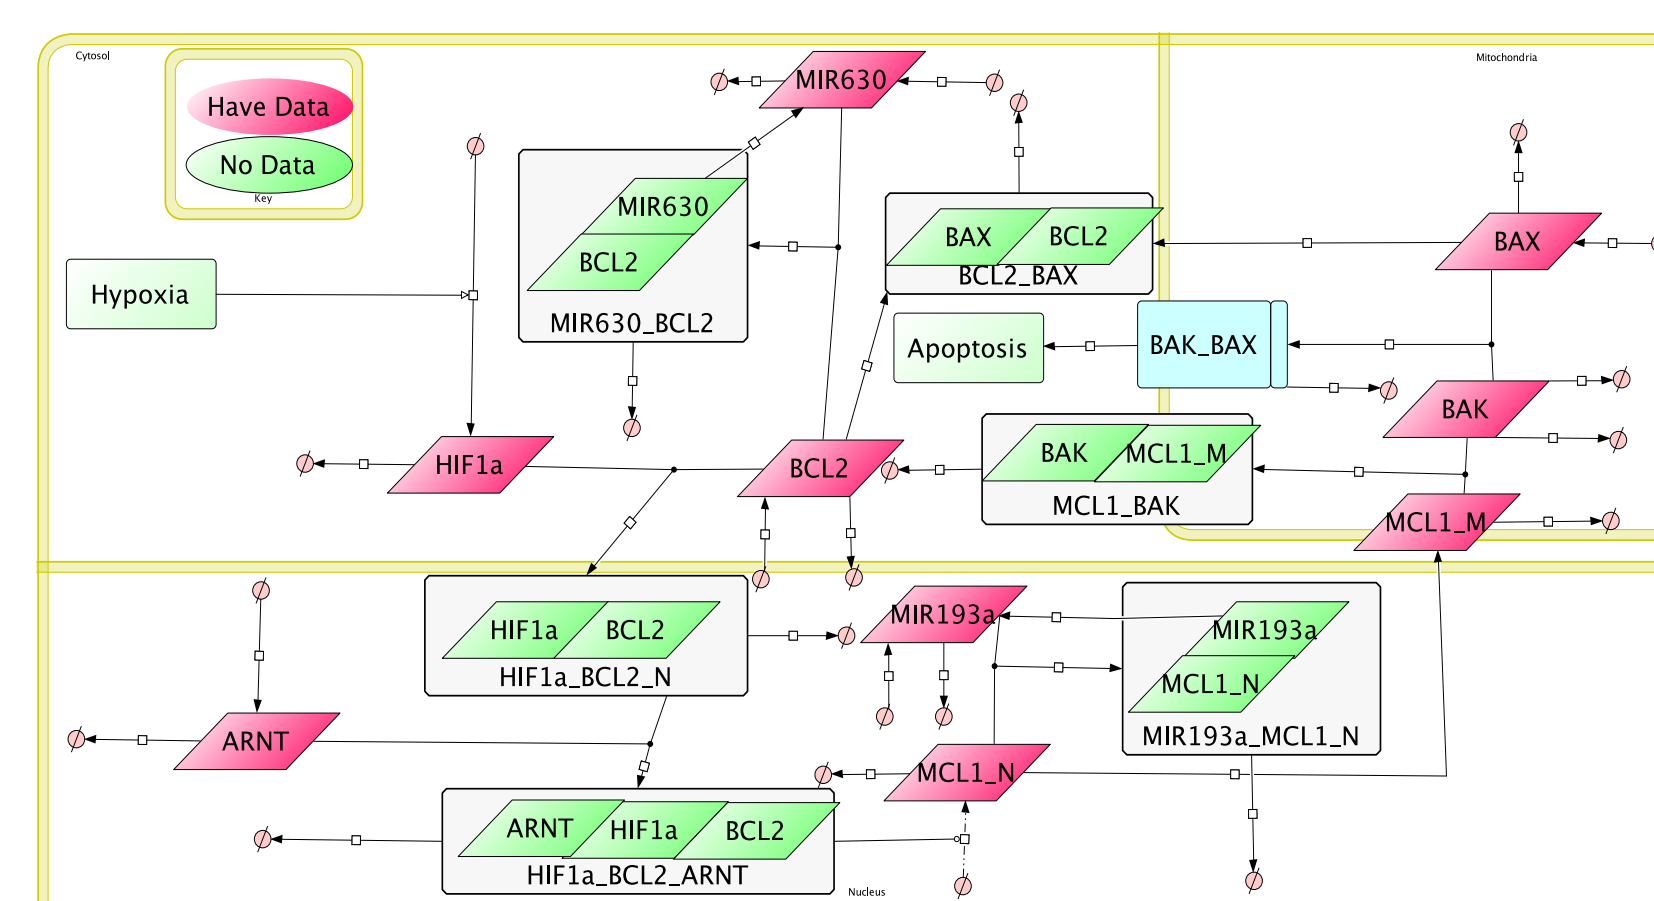 Cytosol
Mitochondria
Have Data
No Data
Key
MIR630
MIR630
BCL2
MIR630_BCL2
BAX
BCL2
BCL2_BAX
BAX
Hypoxia
Apoptosis
BAK_BAX
BAK
HIF1a
BCL2
BAK
MCL1_M
MCL1_BAK
MCL1_M
HIF1a
BCL2
HIF1a_BCL2_N
MIR193a
MIR193a
MCL1_N
MIR193a_MCL1_N
ARNT
MCL1_N
ARNT
HIF1a
BCL2
HIF1a_BCL2_ARNT
Nucleus